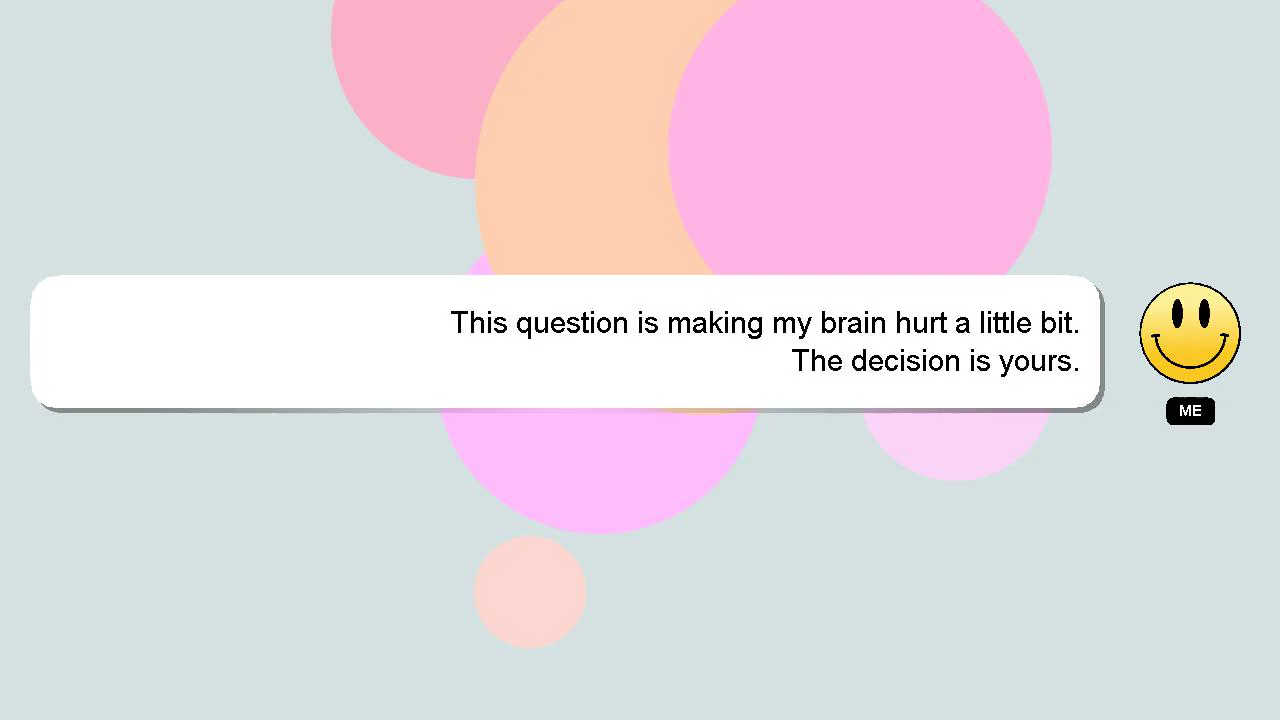 This question is making my brain hurt a little bit.
The decision is yours.
ME